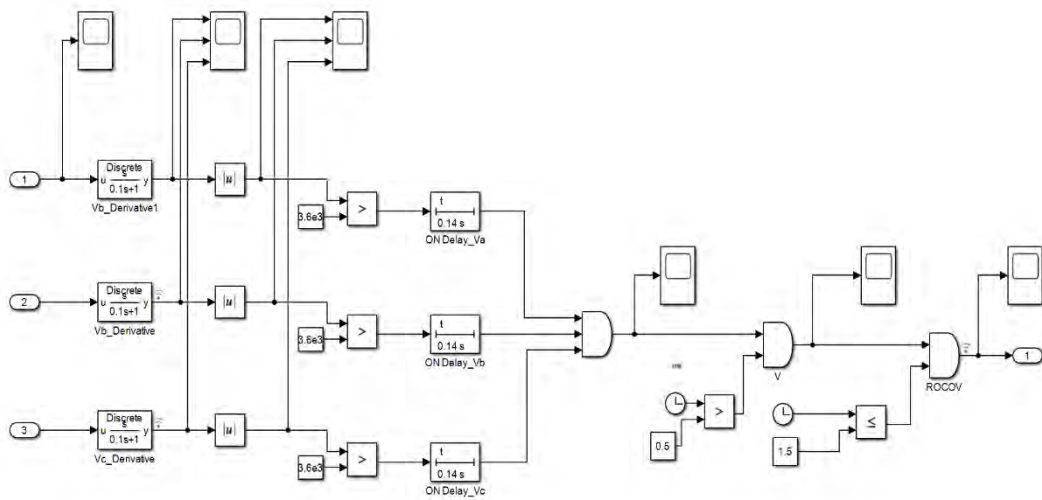 1
Discrete
s
u y
0.1s+1
Vb_Derivative1
|u|
3.6e3
>
t
0.14 s
ON Delay_Va
2
Discrete
s
u y
0.1s+1
Vb_Derivative
|u|
3.6e3
>
t
0.14 s
ON Delay_Vb
3
Discrete
s
u y
0.1s+1
Vc_Derivative
|u|
3.6e3
>
t
0.14 s
ON Delay_Vc
V
>
0.5
ROCOV
≤
1.5
1